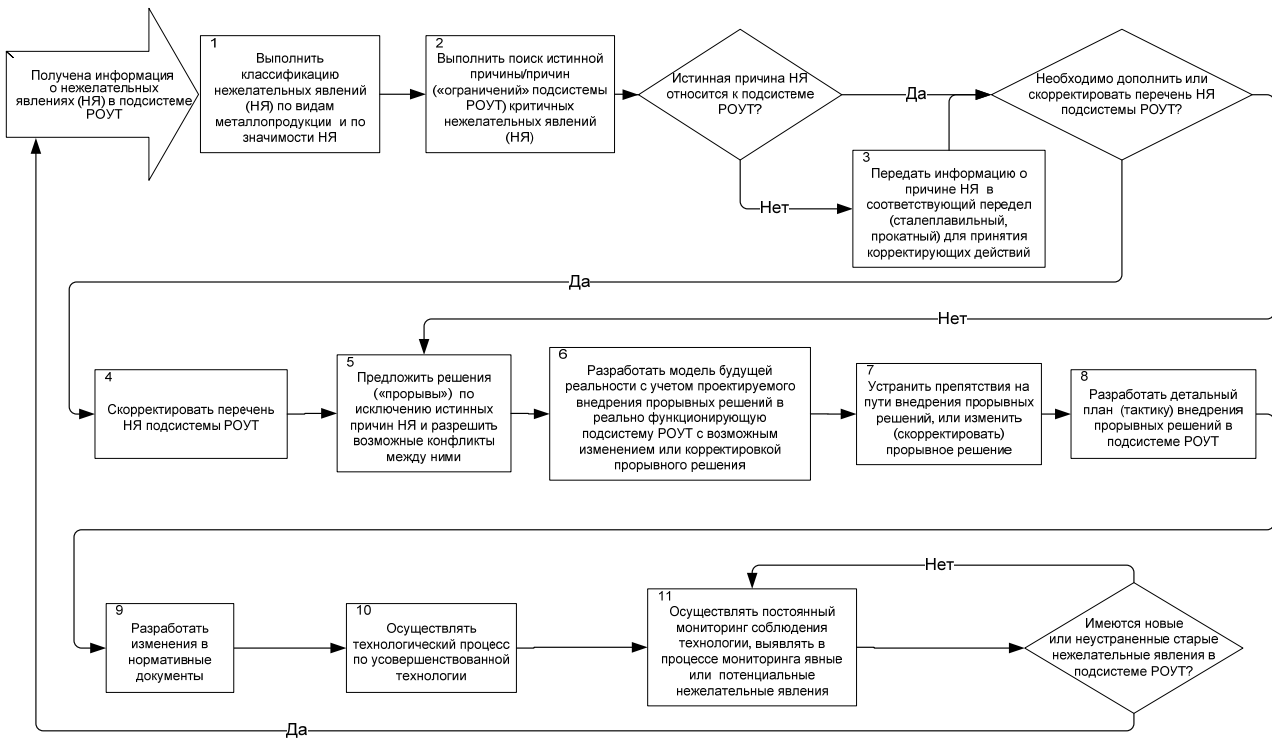 Получена информация
о нежелательных
явлениях (НЯ) в подсистеме
РОУТ
1
Выполнить
классификацию
нежелательных явлений
(НЯ) по видам
металлопродукции и по
значимости НЯ
2
Выполнить поиск истинной
причины/причин
(«ограничений» подсистемы
РОУТ) критичных
нежелательных явлений
(НЯ)
Истинная причина НЯ
относится к подсистеме
РОУТ?
Да
Необходимо дополнить или
скорректировать перечень НЯ
подсистемы РОУТ?
Нет
3
Передать информацию о
причине НЯ в
соответствующий передел
(сталеплавильный,
прокатный) для принятия
корректирующих действий
Да
Нет
4
Скорректировать перечень
НЯ подсистемы РОУТ
5
Предложить решения
(«прорывы») по
исключению истинных
причин НЯ и разрешить
возможные конфликты
между ними
6
Разработать модель будущей
реальности с учетом проектируемого
внедрения прорывных решений в
реально функционирующую
подсистему РОУТ с возможным
изменением или корректировкой
прорывного решения
7
Устранить препятствия на
пути внедрения прорывных
решений, или изменить
(скорректировать)
прорывное решение
8
Разработать детальный
план (тактику) внедрения
прорывных решений в
подсистеме РОУТ
9
Разработать
изменения в
нормативные
документы
10
Осуществлять
технологический процесс
по усовершенствованной
технологии
11
Осуществлять постоянный
мониторинг соблюдения
технологии, выявлять в
процессе мониторинга явные
или потенциальные
нежелательные явления
Нет
Имеются новые
или неустраненные старые
нежелательные явления в
подсистеме РОУТ?
Да